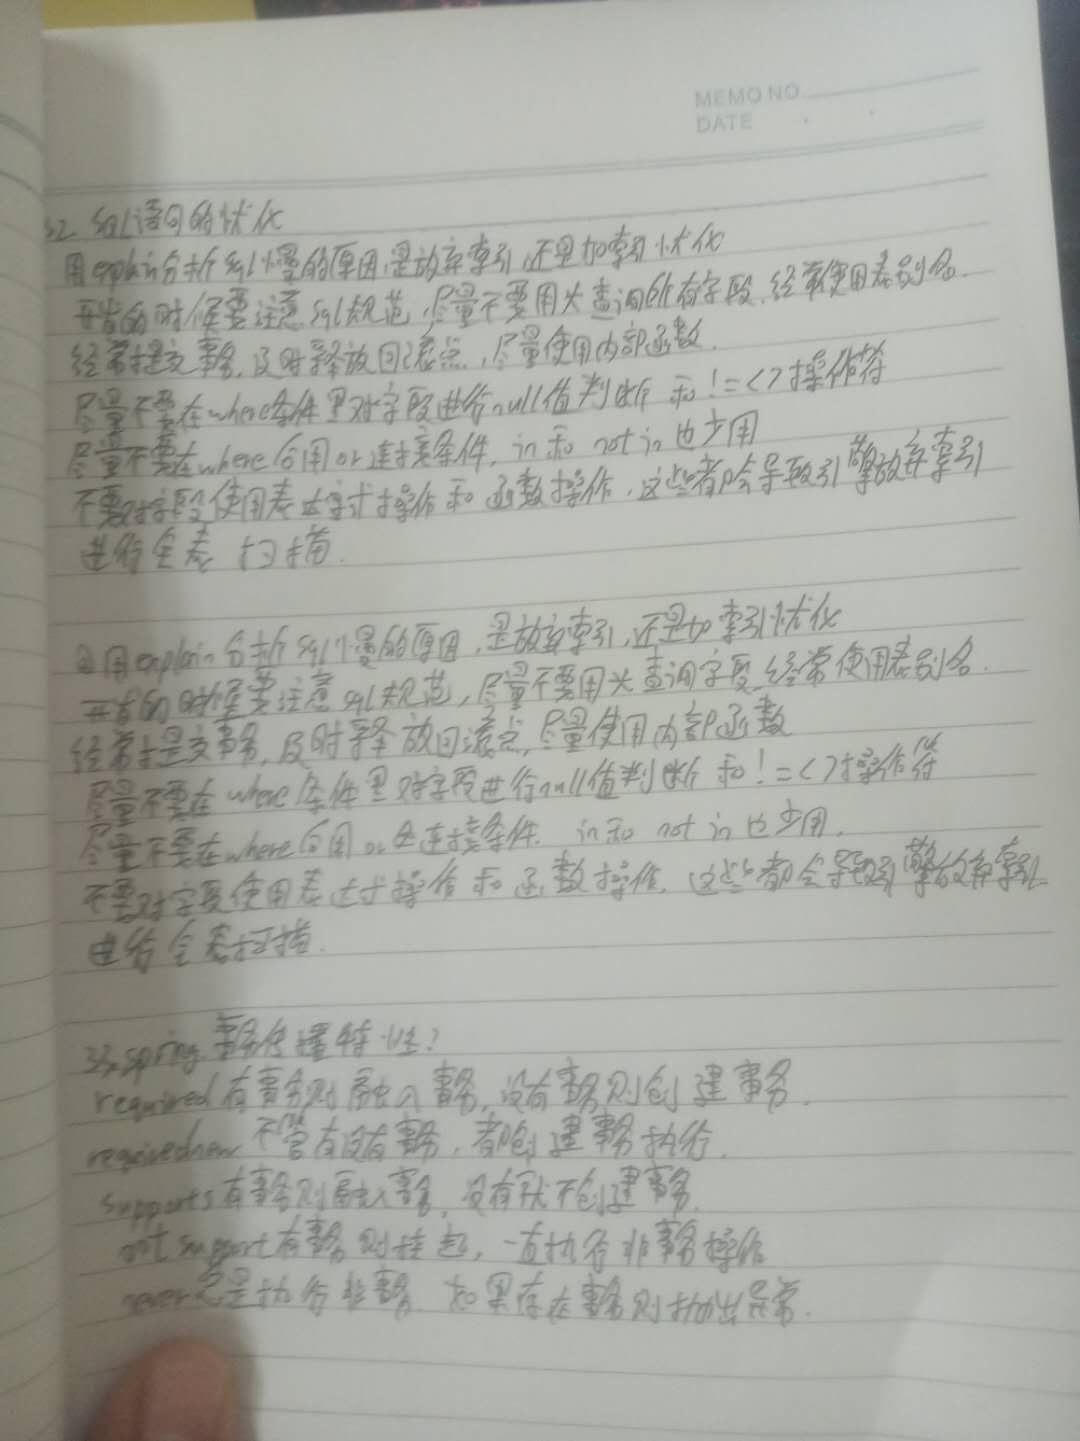 MEMO NO.
DATE
32 sql语句的优化
用explain分析sql慢的原因,是放弃索引,还是加索引优化
开发的时候要注意sql规范,尽量不要用*查询所有字段,经常使用表别名.
经常提交事务,及时释放回滚点,尽量使用内部函数.
尽量不要在where条件里对字段进行null值判断 和!=<>操作符
尽量不要在where后用or连接条件, in和 not in也少用
不要对字段使用表达式操作和函数操作,这些都会导致引擎放弃索引
进行全表 扫描.
用explain分析sql慢的原因,是放弃索引,还是加索引优化
开发的时候要注意sql规范,尽量不要用*查询字段,经常使用表别名.
经常提交事务,及时释放回滚点,尽量使用内部函数
尽量不要在where条件里对字段进行null值判断和!=<>操作符
尽量不要在where后用or连接条件. in和 not in也少用.
不要对字段使用表达式操作和函数操作,这些都会导致引擎放弃索引
进行全表扫描.
33.spring 事务传播特性?
required有事务则融入事务,没有事务则创建事务.
requirednew不管有没有事务,都创建事务执行.
supports有事务则融入事务,没有就不创建事务.
not support有事务则挂起,一直执行非事务操作
never总是执行非事务 如果存在事务则抛出异常.